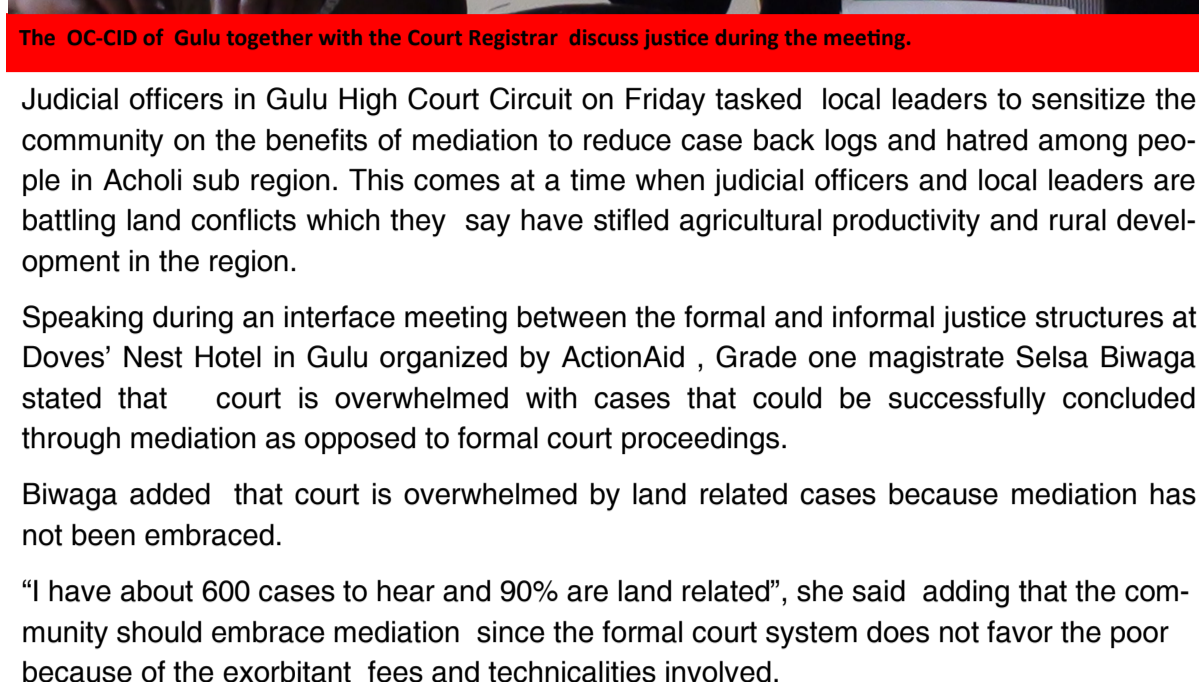 The OC-CID of Gulu together with the Court Registrar discuss justice during the meeting.
Judicial officers in Gulu High Court Circuit on Friday tasked local leaders to sensitize the
community on the benefits of mediation to reduce case back logs and hatred among peo-
ple in Acholi sub region. This comes at a time when judicial officers and local leaders are
battling land conflicts which they say have stifled agricultural productivity and rural devel-
opment in the region.
Speaking during an interface meeting between the formal and informal justice structures at
Doves’ Nest Hotel in Gulu organized by ActionAid , Grade one magistrate Selsa Biwaga
stated that court is overwhelmed with cases that could be successfully concluded
through mediation as opposed to formal court proceedings.
Biwaga added that court is overwhelmed by land related cases because mediation has
not been embraced.
“I have about 600 cases to hear and 90% are land related”, she said adding that the com-
munity should embrace mediation since the formal court system does not favor the poor
because of the exorbitant fees and technicalities involved.